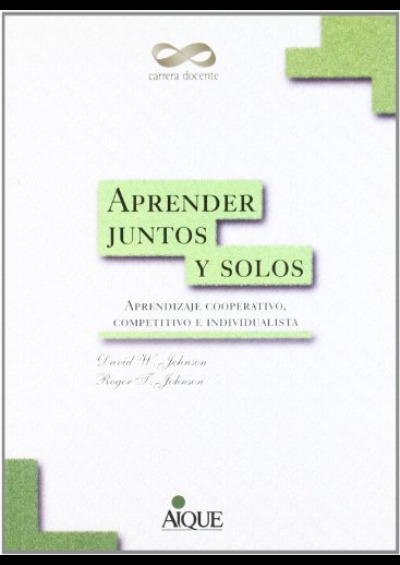 carrera docente
APRENDER
JUNTOS
Y SOLOS
APRENDIZAJE COOPERATIVO,
COMPETITIVO E INDIVIDUALISTA
David W. Johnson
Roger T. Johnson
AIQUE